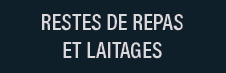 RESTES DE REPAS
ET LAITAGES